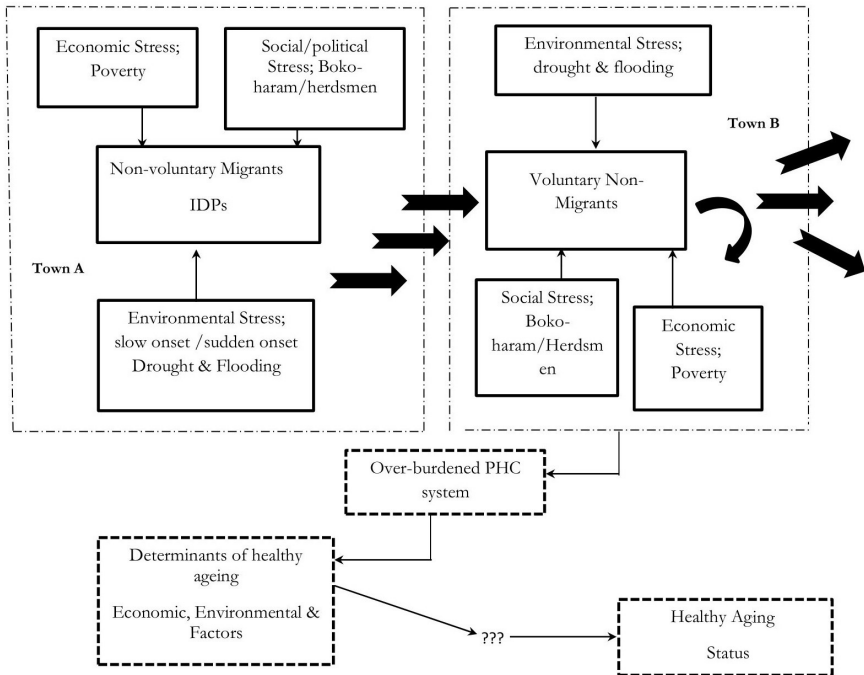 Economic Stress;
Poverty
Social/political
Stress; Boko-
haram/herdsmen
Non-voluntary Migrants
IDPs
Town A
Environmental Stress;
slow onset /sudden onset
Drought & Flooding
Environmental Stress;
drought & flooding
Town B
Voluntary Non-
Migrants
Social Stress;
Boko-
haram/Herdsm
en
Economic
Stress;
Poverty
Over-burdened PHC
system
Determinants of healthy
ageing
Economic, Environmental &
Factors
???
Healthy Aging
Status